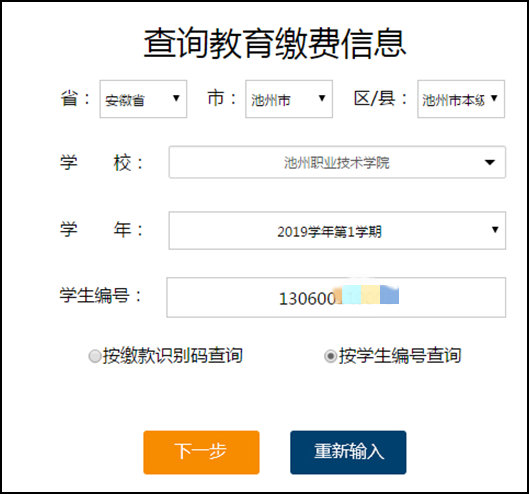 查询教育缴费信息
省： 安徽省 市： 池州市 区/县： 池州市本级
学 校： 池州职业技术学院
学 年： 2019学年第1学期
学生编号： 130600
按缴款识别码查询 按学生编号查询
下一步 重新输入